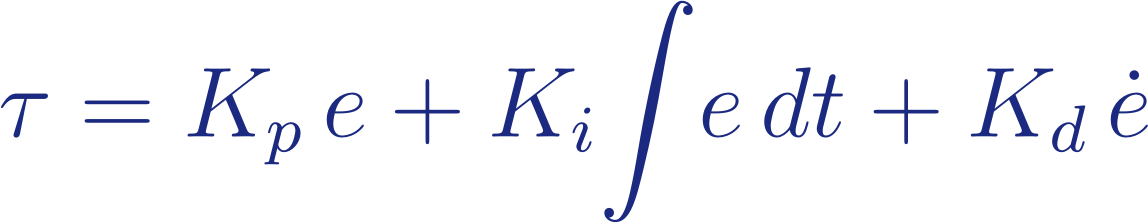 τ = K_p e + K_i ∫ e dt + K_d ė